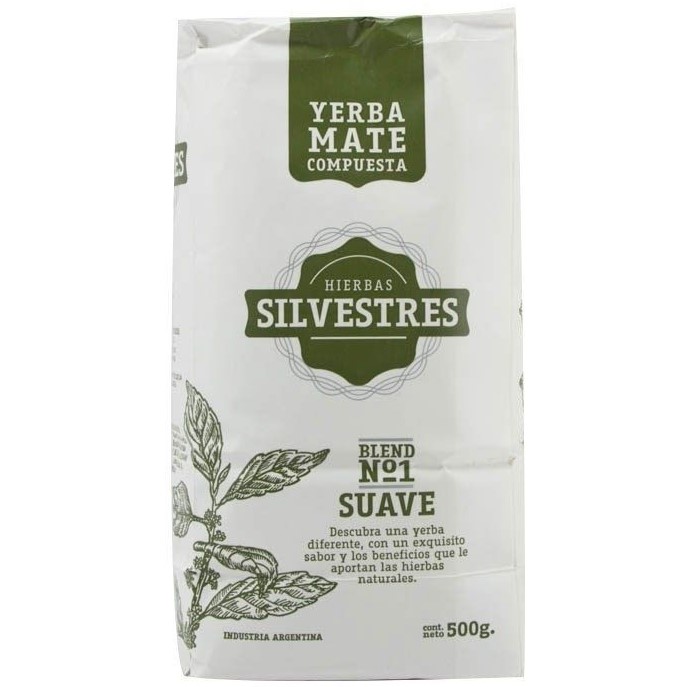 YERBA
MATE
COMPUESTA
HIERBAS
SILVESTRES
BLEND
Nº1
SUAVE
Descubra una yerba
diferente, con un exquisito
sabor y los beneficios que le
aportan las hierbas
naturales.
INDUSTRIA ARGENTINA
cont.
neto 500g.